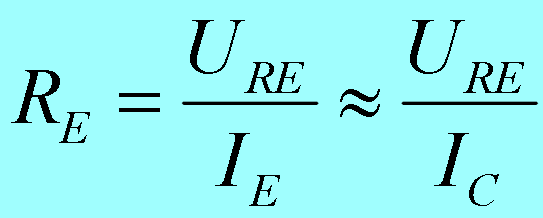 R_E = U_RE / I_E ≈ U_RE / I_C